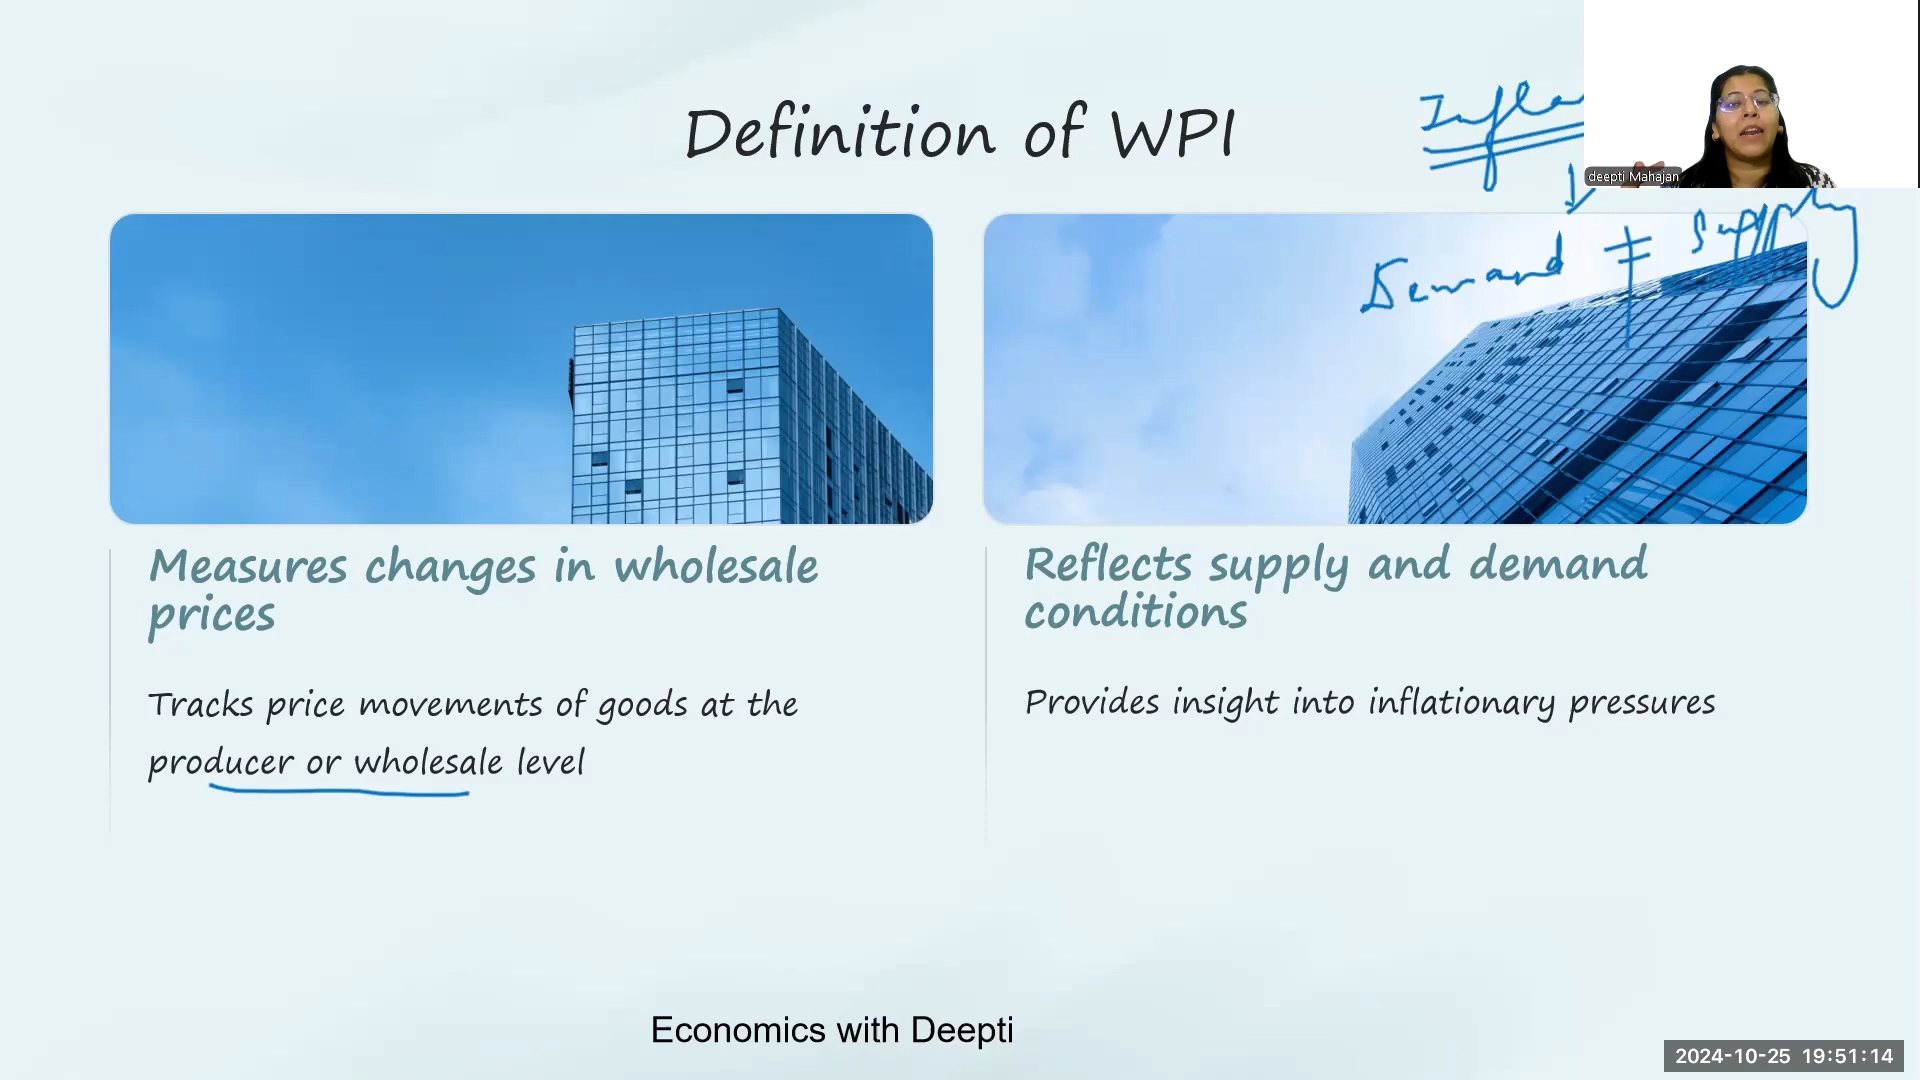 Definition of WPI
Infla
deepti Mahajan
Demand ≠ Supply
Measures changes in wholesale
prices
Tracks price movements of goods at the
producer or wholesale level
Reflects supply and demand
conditions
Provides insight into inflationary pressures
Economics with Deepti
2024-10-25 19:51:14